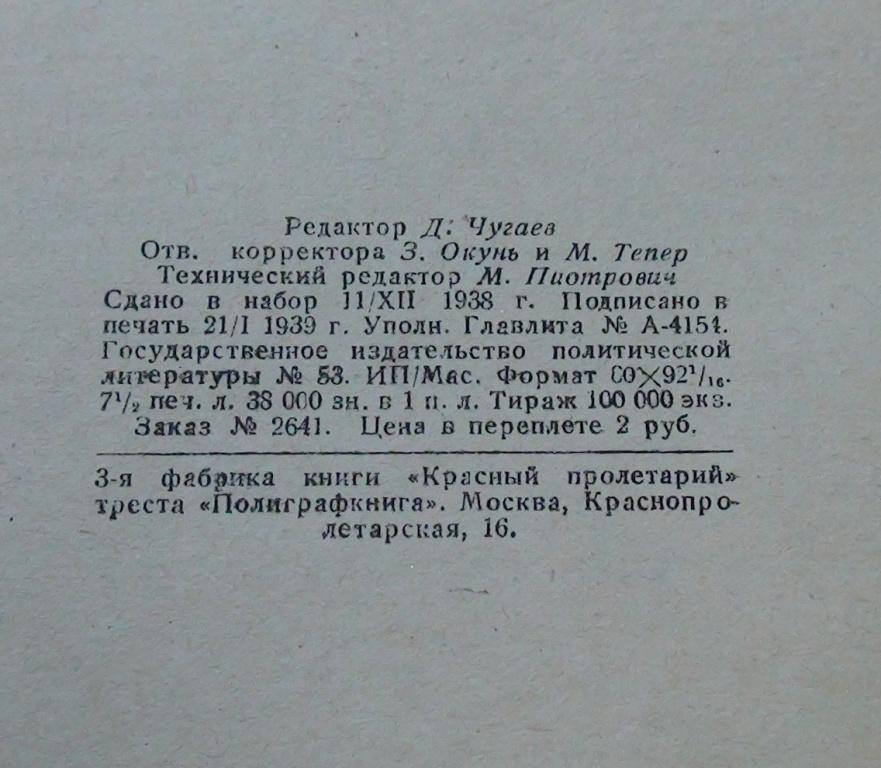 Редактор Д. Чугаев
Отв. корректора З. Окунь и М. Тепер
Технический редактор М. Пиотрович
Сдано в набор 11/XII 1938 г. Подписано в
печать 21/I 1939 г. Уполн. Главлита № А-4154.
Государственное издательство политической
литературы № 53. ИП/Мас. Формат 60×92¹/₁₆.
7¹/₂ печ. л. 38 000 зн. в 1 п. л. Тираж 100 000 экз.
Заказ № 2641. Цена в переплете 2 руб.
3-я фабрика книги «Красный пролетарий»
треста «Полиграфкнига». Москва, Краснопро-
летарская, 16.